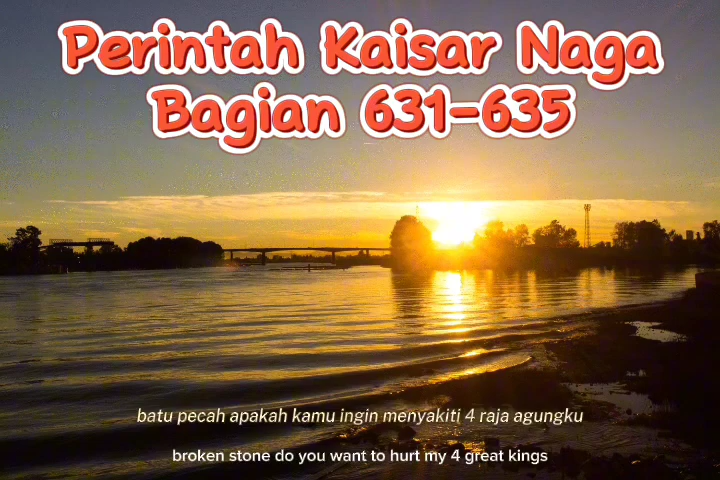 Perintah Kaisar Naga
Bagian 631-635
batu pecah apakah kamu ingin menyakiti 4 raja agungku
broken stone do you want to hurt my 4 great kings